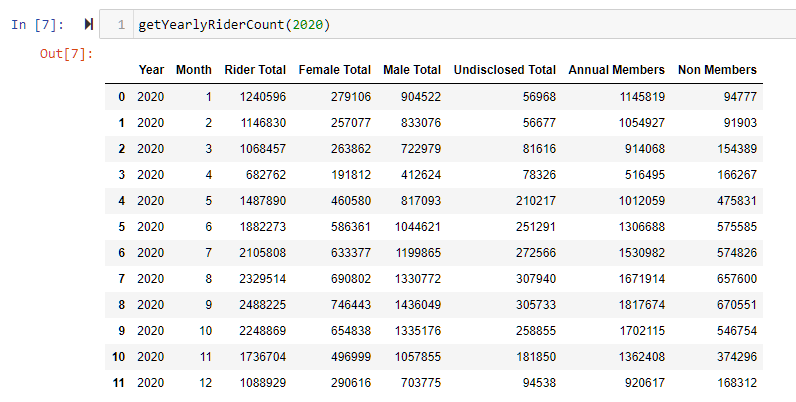 In [7]: 1 getYearlyRiderCount(2020)
Out[7]:
Year Month Rider Total Female Total Male Total Undisclosed Total Annual Members Non Members
0 2020 1 1240596 279106 904522 56968 1145819 94777
1 2020 2 1146830 257077 833076 56677 1054927 91903
2 2020 3 1068457 263862 722979 81616 914068 154389
3 2020 4 682762 191812 412624 78326 516495 166267
4 2020 5 1487890 460580 817093 210217 1012059 475831
5 2020 6 1882273 586361 1044621 251291 1306688 575585
6 2020 7 2105808 633377 1199865 272566 1530982 574826
7 2020 8 2329514 690802 1330772 307940 1671914 657600
8 2020 9 2488225 746443 1436049 305733 1817674 670551
9 2020 10 2248869 654838 1335176 258855 1702115 546754
10 2020 11 1736704 496999 1057855 181850 1362408 374296
11 2020 12 1088929 290616 703775 94538 920617 168312